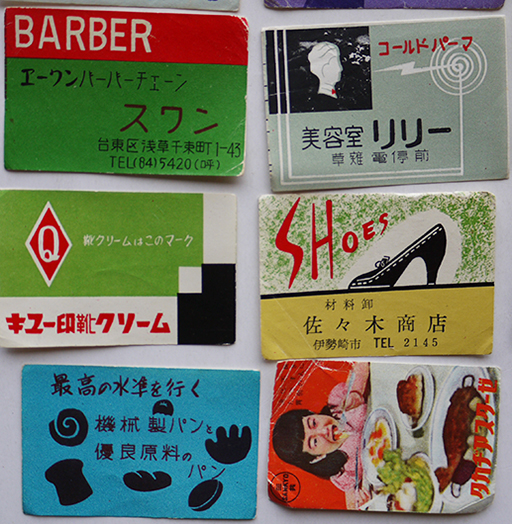 BARBER
エーワンバーバーチェーン
スワン
台東区浅草千束町1-43
TEL(84)5420(呼)
コールドパーマ
美容室 リリー
草薙電停前
Q
靴クリームはこのマーク
キユー印靴クリーム
SHOES
材料卸
佐々木商店
伊勢崎市 TEL 2145
最高の水準を行く
機械製パンと
優良原料の
パン